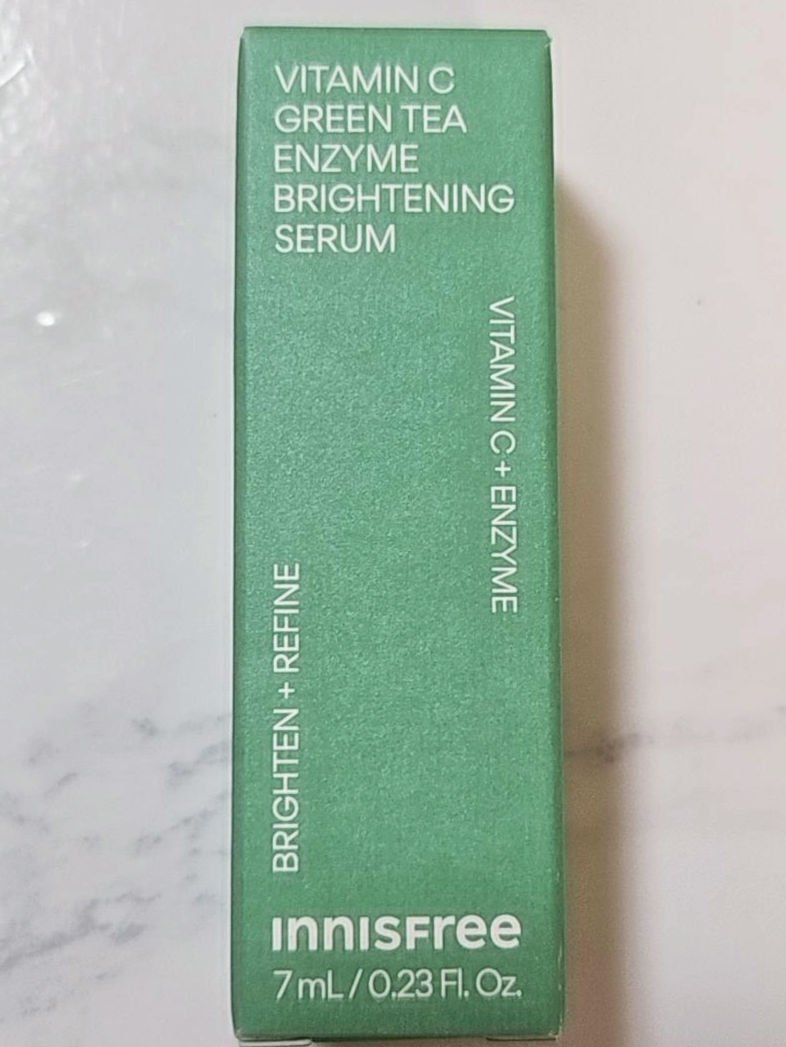 VITAMIN C
GREEN TEA
ENZYME
BRIGHTENING
SERUM
VITAMIN C + ENZYME
BRIGHTEN + REFINE
INNISFree
7 mL / 0.23 Fl. Oz.